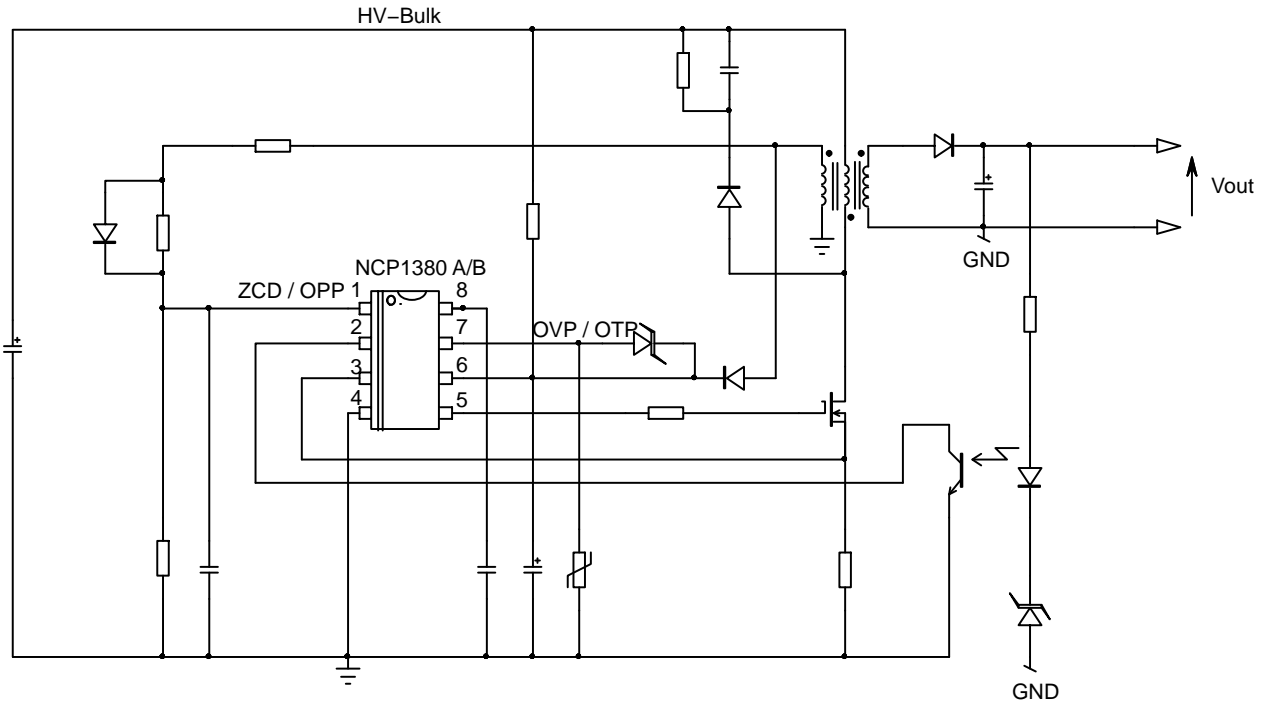 HV–Bulk
Vout
GND
NCP1380 A/B
ZCD / OPP 1
8
2
7
OVP / OTP
3
6
4
5
GND